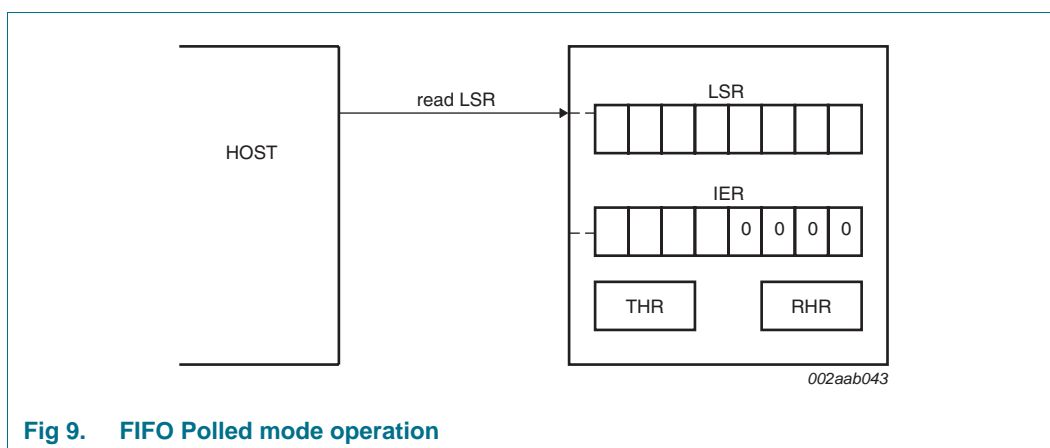 read LSR
LSR
HOST
IER
0 0 0 0
THR
RHR
002aab043
Fig 9. FIFO Polled mode operation